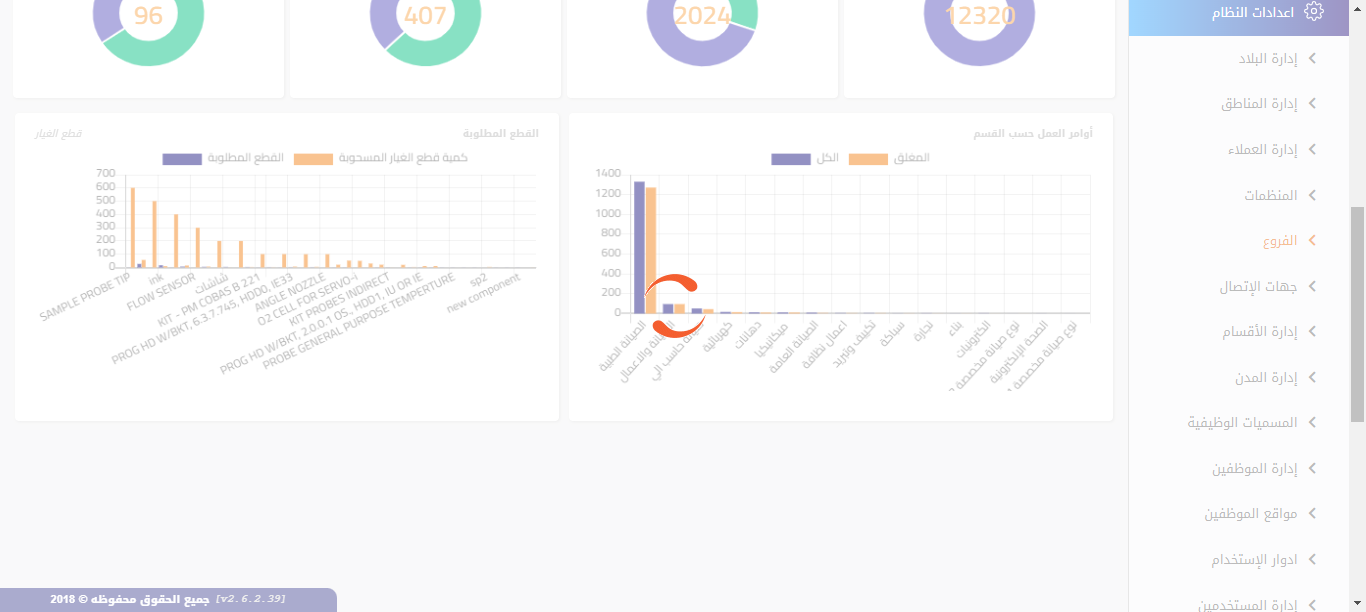 اعدادات النظام
إدارة البلاد
إدارة المناطق
إدارة العملاء
المنظمات
الفروع
جهات الإتصال
إدارة الأقسام
إدارة المدن
المسميات الوظيفية
إدارة الموظفين
مواقع الموظفين
ادوار الإستخدام
إدارة المستخدمين
12320
2024
407
96
أوامر العمل حسب القسم
الكل
المغلق
1400
1200
1000
800
600
400
200
0
الصيانة الطبية
والاعمال
حاسب الي
كهربائية
دهانات
ميكانيكيا
الصيانة العامة
اعمال نظافة
تكييف وتبريد
سباكة
نجارة
بناء
الكترونيات
نوع صيانة مخصصة
الصحة الإلكترونية
نوع صيانة مخصصة
القطع المطلوبة
قطع الغيار
القطع المطلوبة
كمية قطع الغيار المسحوبة
700
600
500
400
300
200
100
0
SAMPLE PROBE TIP
ink
FLOW SENSOR
شاشات
KIT - PM COBAS B 221
PROG HD W/BKT, 6.3.7.745, HDD0, IE33
ANGLE NOZZLE
O2 CELL FOR SERVO-i
KIT PROBES INDIRECT
PROG HD W/BKT, 2.0.0.1 OS, HDD1, IU OR IE
PROBE GENERAL PURPOSE TEMPERTURE
sp2
new component
جميع الحقوق محفوظه © 2018 [v2.6.2.39]